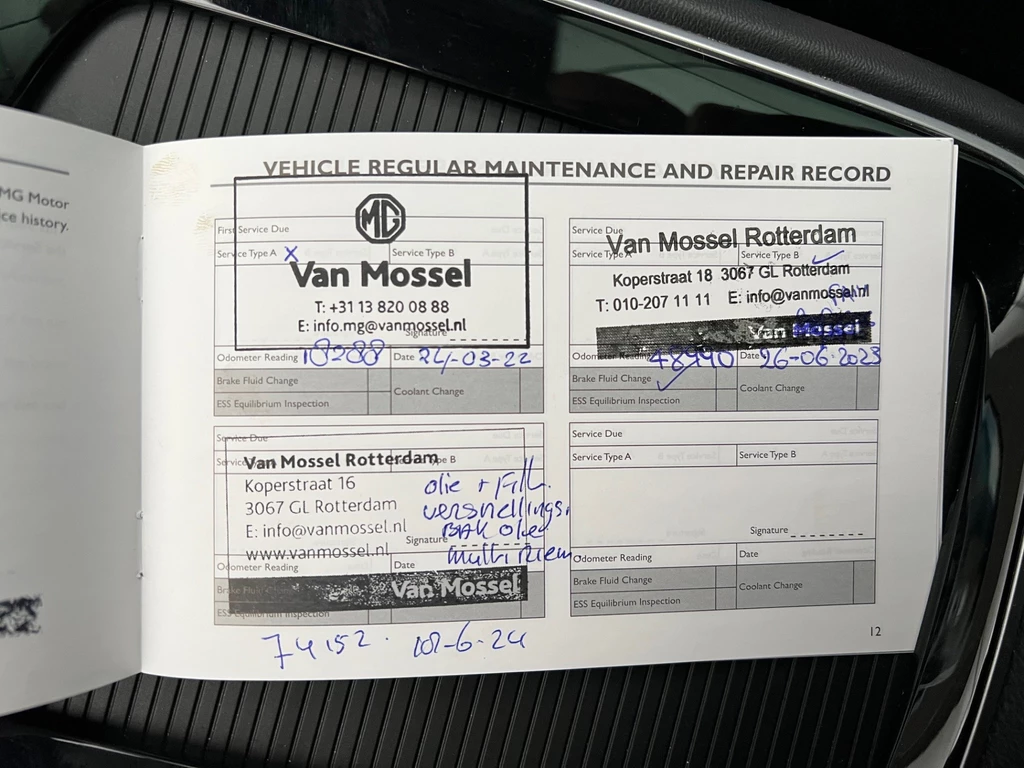 MG Motor
ce history.
VEHICLE REGULAR MAINTENANCE AND REPAIR RECORD
First Service Due
Service Type A X
Service Type B
MG
Van Mossel
T: +31 13 820 08 88
E: info.mg@vanmossel.nl
Signature
Odometer Reading 18288
Date 24-03-22
Brake Fluid Change
Coolant Change
ESS Equilibrium Inspection
Service Due
Service Type A
Service Type B
Van Mossel Rotterdam
Koperstraat 18 3067 GL Rotterdam
T: 010-207 11 11 E: info@vanmossel.nl
Van Mossel
Odometer Reading 48440
Date 26-06-2023
Brake Fluid Change
Coolant Change
ESS Equilibrium Inspection
Service Due
Service Type B
Van Mossel Rotterdam
Koperstraat 16
3067 GL Rotterdam
E: info@vanmossel.nl
www.vanmossel.nl
olie + Filt.
versnellings.
BAK olie
multi riem
Signature
Odometer Reading
Date
Van Mossel
ESS Equilibrium Inspection
74152. 10-6-24
Service Due
Service Type A
Service Type B
Signature
Odometer Reading
Date
Brake Fluid Change
Coolant Change
ESS Equilibrium Inspection
12